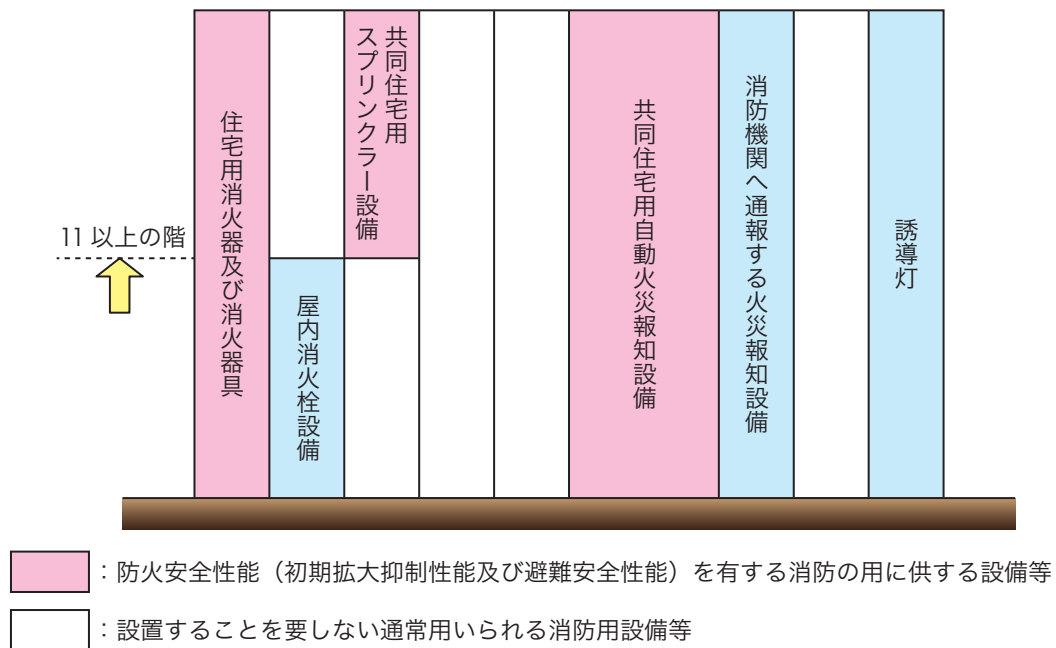 住宅用消火器及び消火器具
屋内消火栓設備
共同住宅用
スプリンクラー設備
共同住宅用自動火災報知設備
消防機関へ通報する火災報知設備
誘導灯
11 以上の階
：防火安全性能（初期拡大抑制性能及び避難安全性能）を有する消防の用に供する設備等
：設置することを要しない通常用いられる消防用設備等